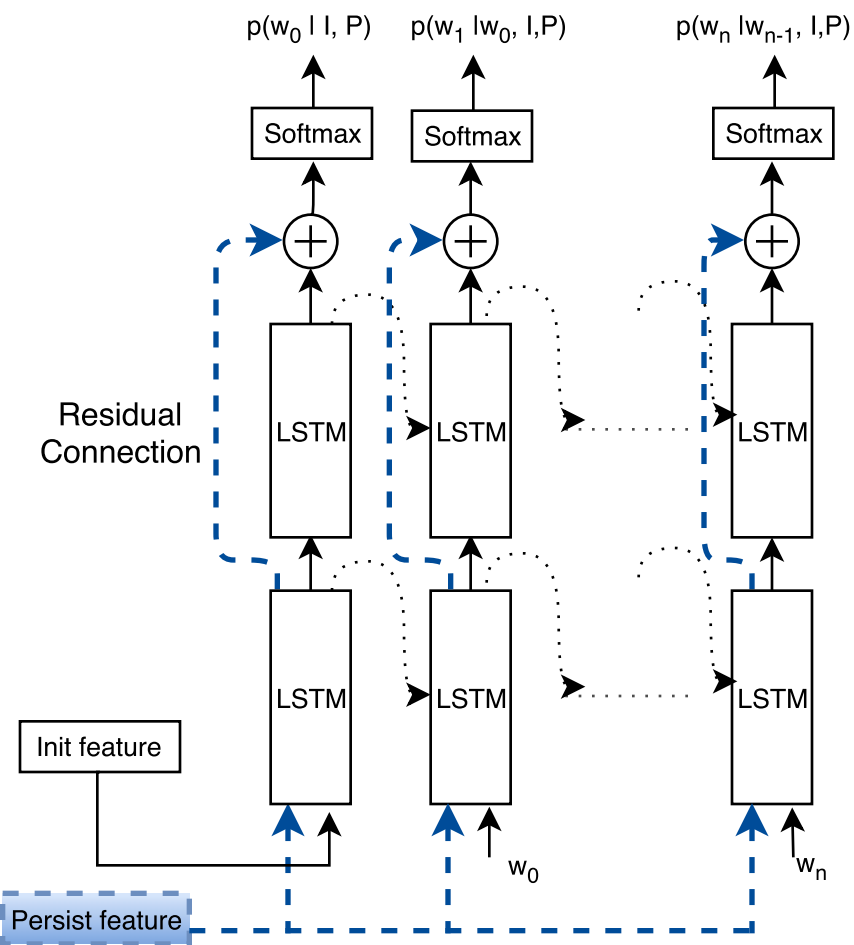 p(w0 | I, P) p(w1 |w0, I,P) p(wn |wn-1, I,P)
Softmax Softmax Softmax
Residual
Connection
LSTM LSTM LSTM
LSTM LSTM LSTM
Init feature
w0 wn
Persist feature